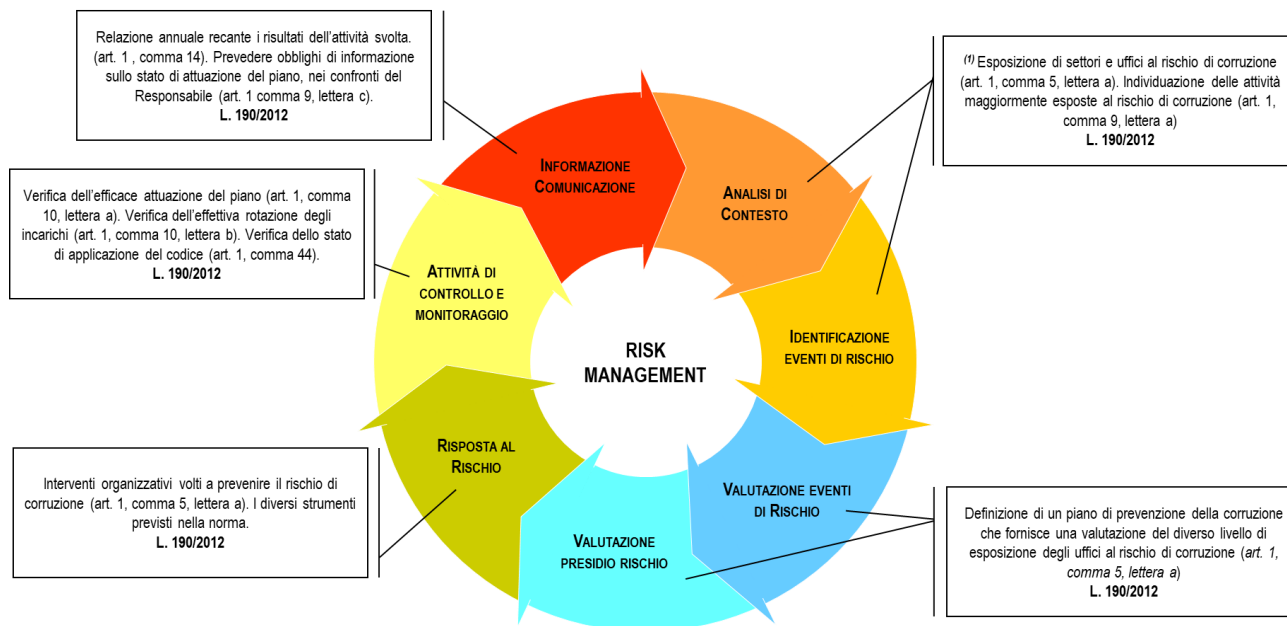 Relazione annuale recante i risultati dell'attività svolta.
(art. 1 , comma 14). Prevedere obblighi di informazione
sullo stato di attuazione del piano, nei confronti del
Responsabile (art. 1 comma 9, lettera c).
L. 190/2012
(1) Esposizione di settori e uffici al rischio di corruzione
(art. 1, comma 5, lettera a). Individuazione delle attività
maggiormente esposte al rischio di corruzione (art. 1,
comma 9, lettera a)
L. 190/2012
INFORMAZIONE
COMUNICAZIONE
ANALISI DI
CONTESTO
Verifica dell'efficace attuazione del piano (art. 1, comma
10, lettera a). Verifica dell'effettiva rotazione degli
incarichi (art. 1, comma 10, lettera b). Verifica dello stato
di applicazione del codice (art. 1, comma 44).
L. 190/2012
ATTIVITÀ DI
CONTROLLO E
MONITORAGGIO
RISK
MANAGEMENT
IDENTIFICAZIONE
EVENTI DI RISCHIO
RISPOSTA AL
RISCHIO
VALUTAZIONE EVENTI
DI RISCHIO
VALUTAZIONE
PRESIDIO RISCHIO
Interventi organizzativi volti a prevenire il rischio di
corruzione (art. 1, comma 5, lettera a). I diversi strumenti
previsti nella norma.
L. 190/2012
Definizione di un piano di prevenzione della corruzione
che fornisce una valutazione del diverso livello di
esposizione degli uffici al rischio di corruzione (art. 1,
comma 5, lettera a)
L. 190/2012